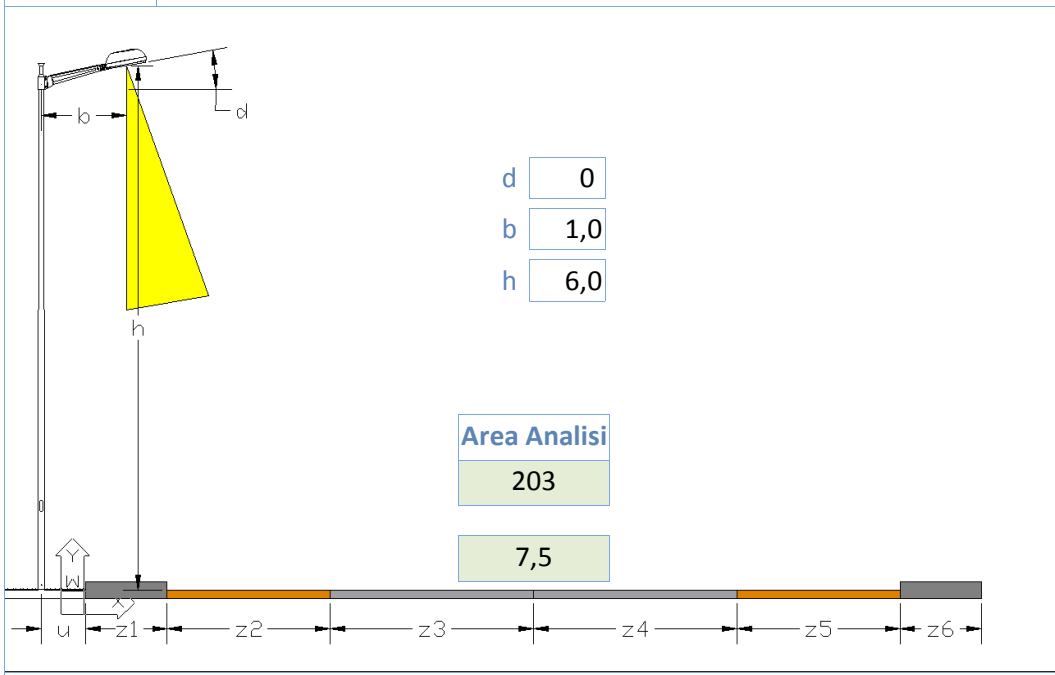 d
b
d 0
b 1,0
h 6,0
h
Area Analisi
203
7,5
Y
W
X
u z1 z2 z3 z4 z5 z6